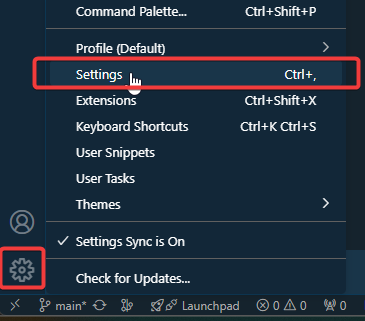 Command Palette... Ctrl+Shift+P
Profile (Default)
Settings Ctrl+,
Extensions Ctrl+Shift+X
Keyboard Shortcuts Ctrl+K Ctrl+S
User Snippets
User Tasks
Themes
Settings Sync is On
Check for Updates...
main* Launchpad 0 0 0